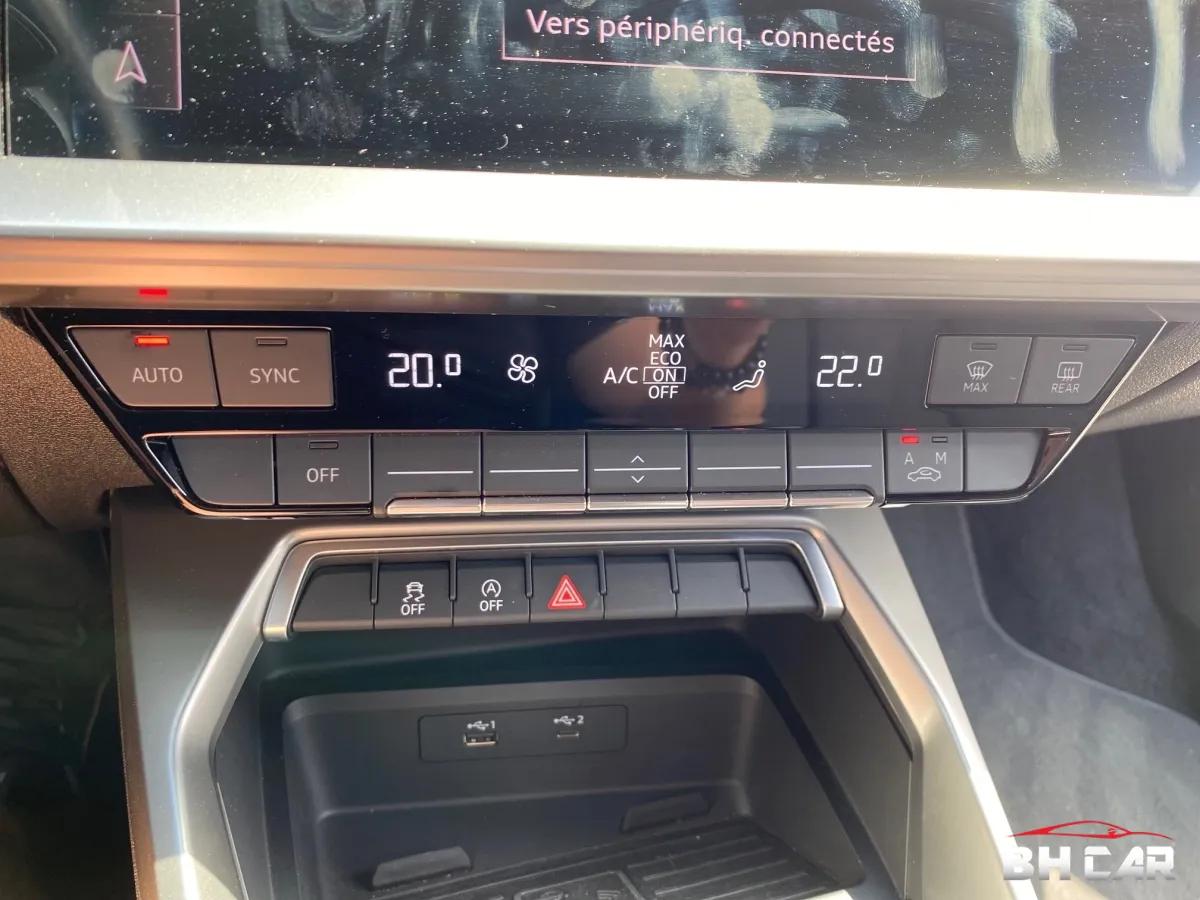 Vers périphériq. connectés
AUTO
SYNC
20.0
A/C
MAX
ECO
ON
OFF
22.0
MAX
REAR
OFF
A M
OFF
A
OFF
1
2
BH CAR